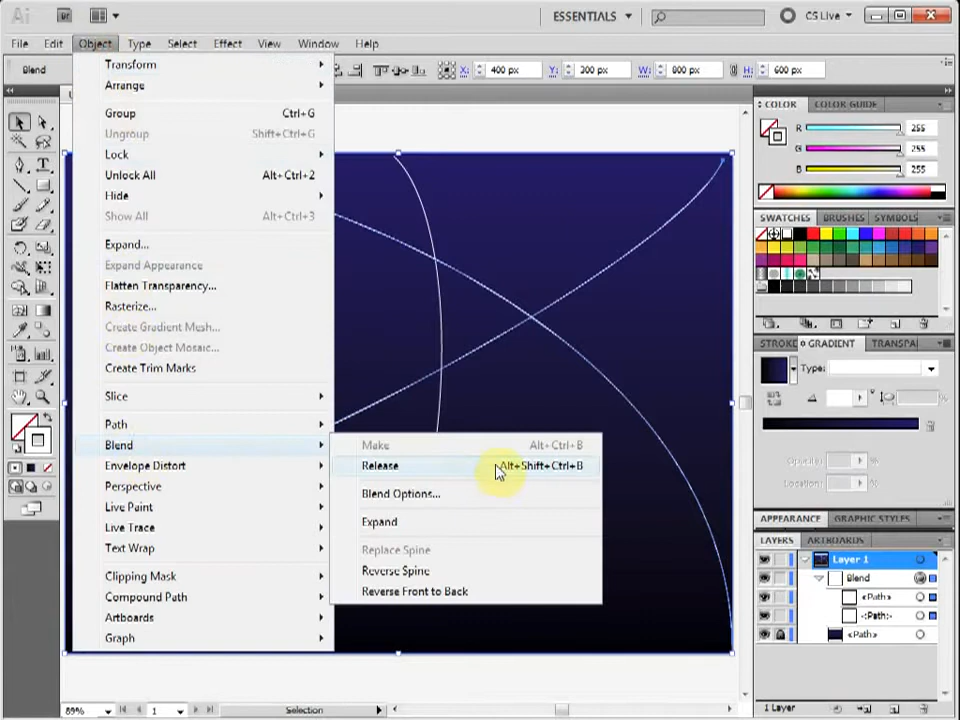 Ai Br ESSENTIALS CS Live
File Edit Object Type Select Effect View Window Help
Blend X: 400 px Y: 300 px W: 800 px H: 600 px
Transform
Arrange
Group Ctrl+G
Ungroup Shift+Ctrl+G
Lock
Unlock All Alt+Ctrl+2
Hide
Show All Alt+Ctrl+3
Expand...
Expand Appearance
Flatten Transparency...
Rasterize...
Create Gradient Mesh...
Create Object Mosaic...
Create Trim Marks
Slice
Path
Blend
Envelope Distort
Perspective
Live Paint
Live Trace
Text Wrap
Clipping Mask
Compound Path
Artboards
Graph
Make Alt+Ctrl+B
Release Alt+Shift+Ctrl+B
Blend Options...
Expand
Replace Spine
Reverse Spine
Reverse Front to Back
COLOR COLOR GUIDE
R 255
G 255
B 255
SWATCHES BRUSHES SYMBOLS
STROKE GRADIENT TRANSPA
Type:
Opacity: %
Location: %
APPEARANCE GRAPHIC STYLES
LAYERS ARTBOARDS
Layer 1
Blend
<Path>
<Path>
<Path>
1 Layer
89% 1 Selection